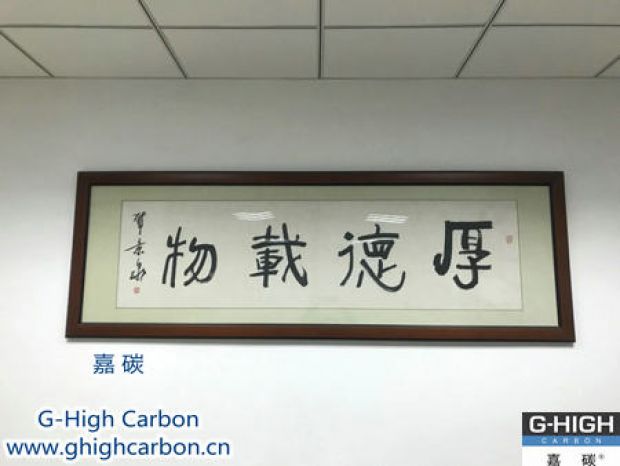 厚德載物
嘉碳
G-High Carbon
www.ghighcarbon.cn
G-HIGH
CARBON
嘉碳®